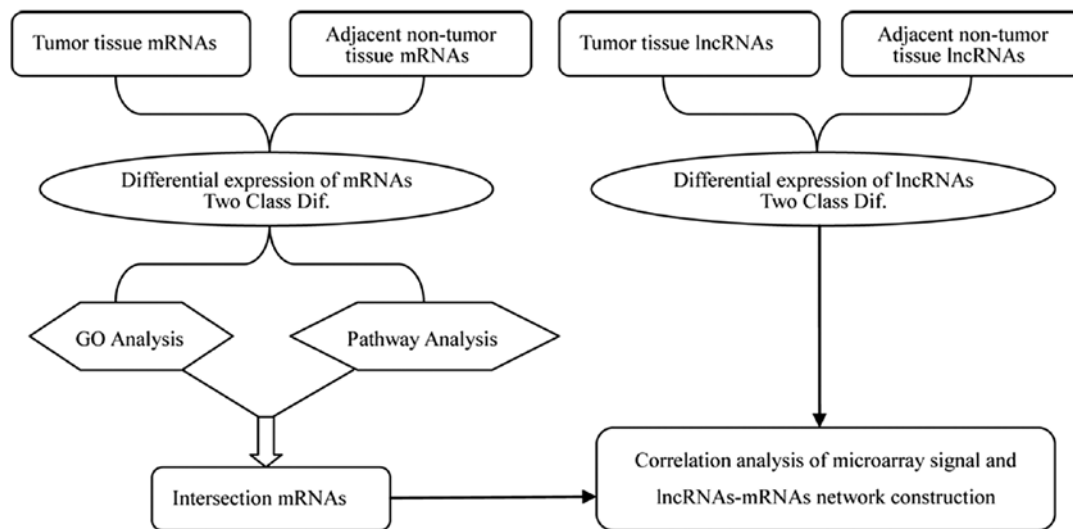 Tumor tissue mRNAs
Adjacent non-tumor
tissue mRNAs
Tumor tissue lncRNAs
Adjacent non-tumor
tissue lncRNAs
Differential expression of mRNAs
Two Class Dif.
Differential expression of lncRNAs
Two Class Dif.
GO Analysis
Pathway Analysis
Intersection mRNAs
Correlation analysis of microarray signal and
lncRNAs-mRNAs network construction